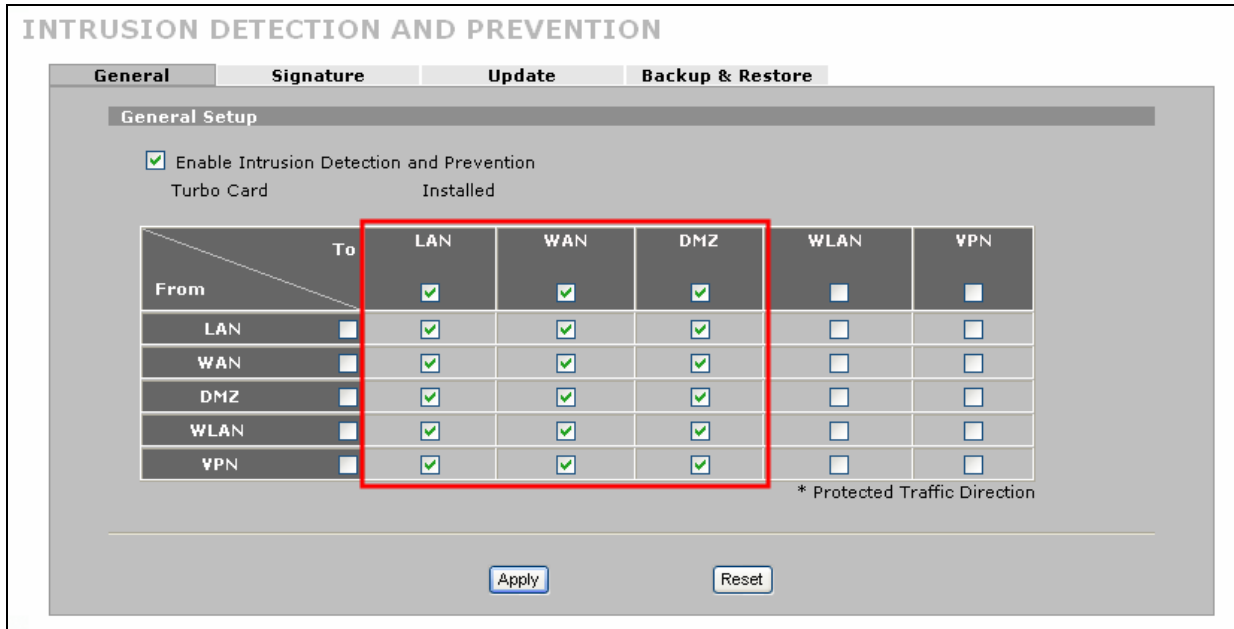 INTRUSION DETECTION AND PREVENTION
General Signature Update Backup & Restore
General Setup
Enable Intrusion Detection and Prevention
Turbo Card Installed
To LAN WAN DMZ WLAN VPN
From
LAN
WAN
DMZ
WLAN
VPN
* Protected Traffic Direction
Apply Reset